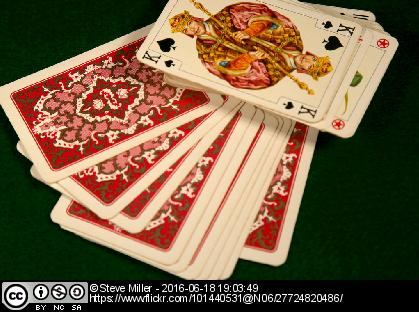 K
K
K
BY NC SA
©Steve Miller - 2016-06-18 19:03:49
https://www.flickr.com/101440531@N06/27724820486/